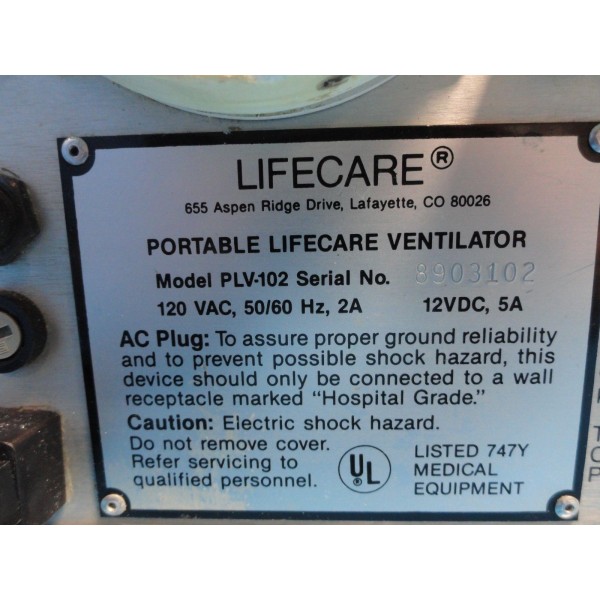 LIFECARE®
655 Aspen Ridge Drive, Lafayette, CO 80026
PORTABLE LIFECARE VENTILATOR
Model PLV-102 Serial No. 8903102
120 VAC, 50/60 Hz, 2A 12VDC, 5A
AC Plug: To assure proper ground reliability
and to prevent possible shock hazard, this
device should only be connected to a wall
receptacle marked "Hospital Grade."
Caution: Electric shock hazard.
Do not remove cover.
Refer servicing to
qualified personnel.
UL
®
LISTED 747Y
MEDICAL
EQUIPMENT